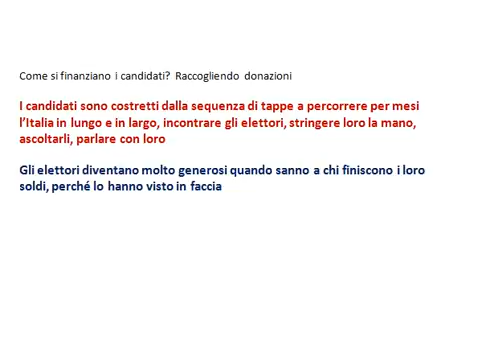 Come si finanziano i candidati? Raccogliendo donazioni
I candidati sono costretti dalla sequenza di tappe a percorrere per mesi
l’Italia in lungo e in largo, incontrare gli elettori, stringere loro la mano,
ascoltarli, parlare con loro
Gli elettori diventano molto generosi quando sanno a chi finiscono i loro
soldi, perché lo hanno visto in faccia